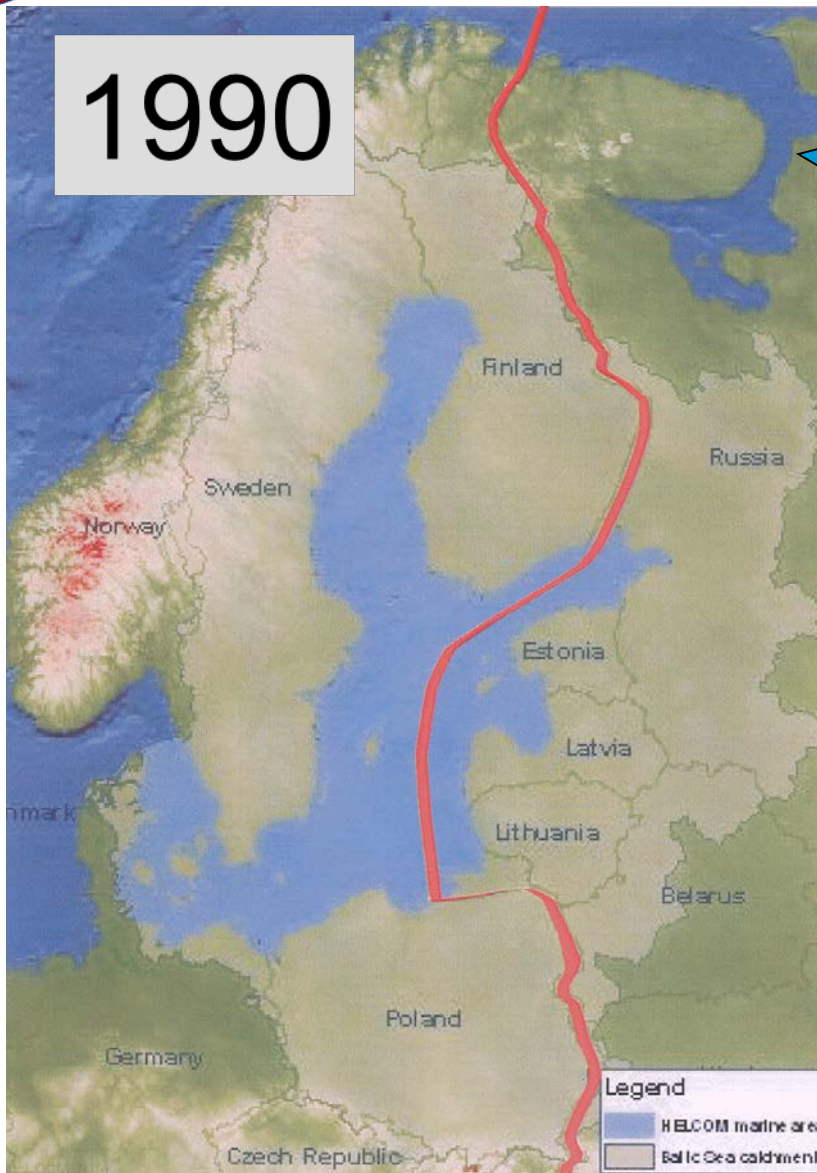 1990
Finland
Russia
Sweden
Norway
Estonia
Latvia
nmark
Lithuania
Belarus
Poland
Germany
Legend
HELCOM marine are
Baltic Sea catchment
Czech Republic